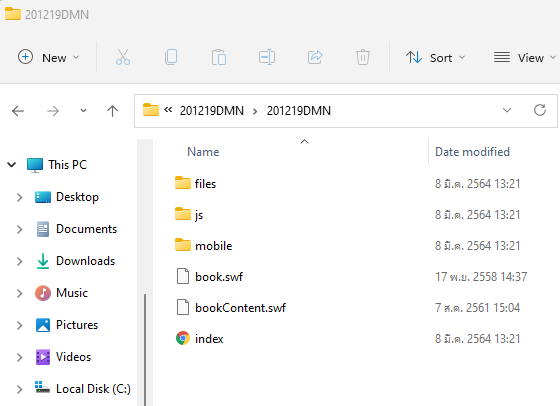 201219DMN
New
Sort
View
201219DMN
201219DMN
Name
Date modified
This PC
Desktop
Documents
Downloads
Music
Pictures
Videos
Local Disk (C:)
files
8 มี.ค. 2564 13:21
js
8 มี.ค. 2564 13:21
mobile
8 มี.ค. 2564 13:21
book.swf
17 พ.ย. 2558 14:37
bookContent.swf
7 ส.ค. 2561 15:04
index
8 มี.ค. 2564 13:21